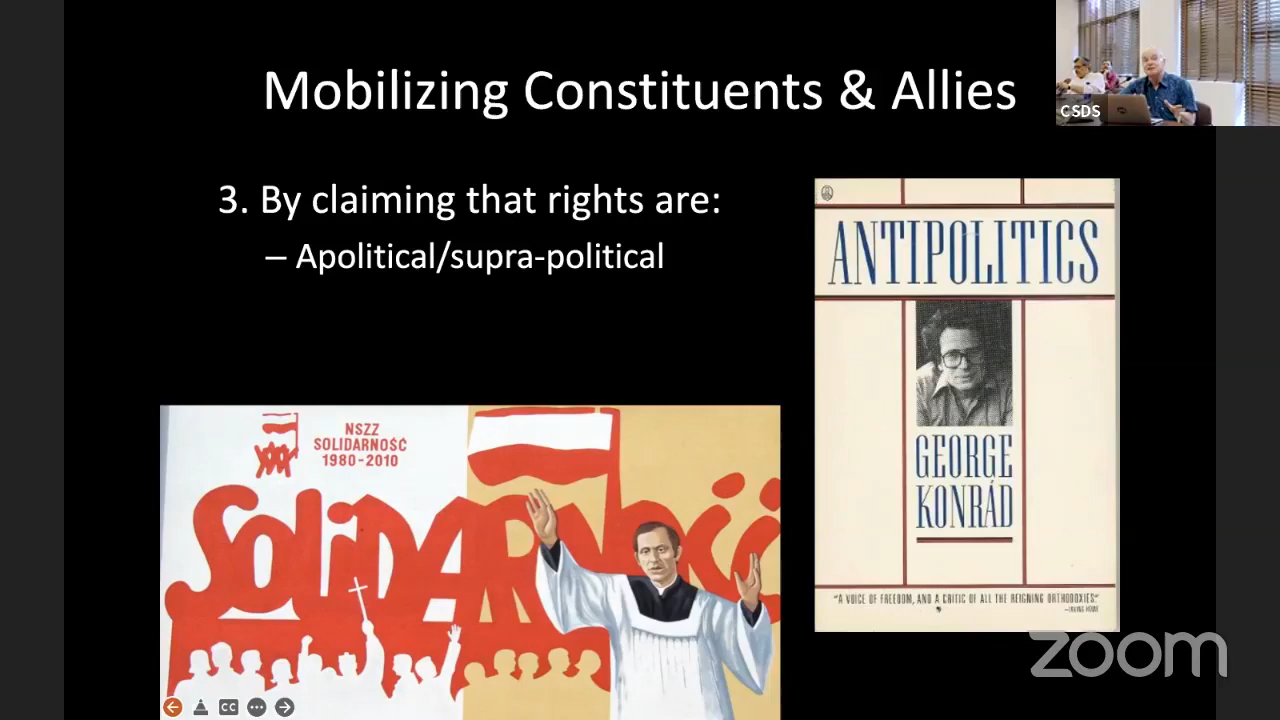 Mobilizing Constituents & Allies
CSDS
3. By claiming that rights are:
– Apolitical/supra-political
ANTIPOLITICS
GEORGE
KONRÁD
"A VOICE OF FREEDOM, AND A CRITIC OF ALL THE REIGNING ORTHODOXIES."
—IRVING HOWE
NSZZ
SOLIDARNOŚĆ
1980-2010
SOLIDARNOŚĆ
CC
zoom